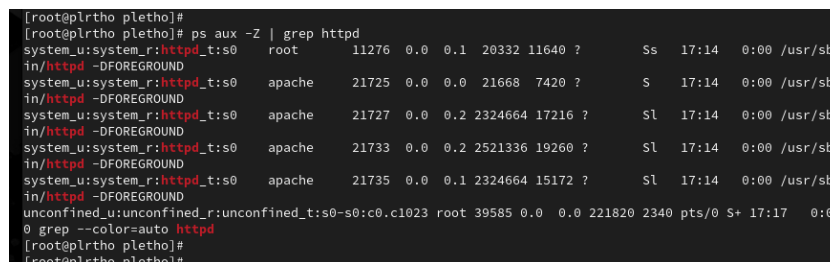 [root@plrtho pletho]#
[root@plrtho pletho]# ps aux -Z | grep httpd
system_u:system_r:httpd_t:s0    root       11276  0.0  0.1  20332 11640 ?        Ss   17:14   0:00 /usr/sb
in/httpd -DFOREGROUND
system_u:system_r:httpd_t:s0    apache     21725  0.0  0.0  21668  7420 ?        S    17:14   0:00 /usr/sb
in/httpd -DFOREGROUND
system_u:system_r:httpd_t:s0    apache     21727  0.0  0.2 2324664 17216 ?       Sl   17:14   0:00 /usr/sb
in/httpd -DFOREGROUND
system_u:system_r:httpd_t:s0    apache     21733  0.0  0.2 2521336 19260 ?       Sl   17:14   0:00 /usr/sb
in/httpd -DFOREGROUND
system_u:system_r:httpd_t:s0    apache     21735  0.0  0.1 2324664 15172 ?       Sl   17:14   0:00 /usr/sb
in/httpd -DFOREGROUND
unconfined_u:unconfined_r:unconfined_t:s0-s0:c0.c1023 root 39585 0.0  0.0 221820 2340 pts/0 S+ 17:17   0:0
0 grep --color=auto httpd
[root@plrtho pletho]#
[root@plrtho pletho]#